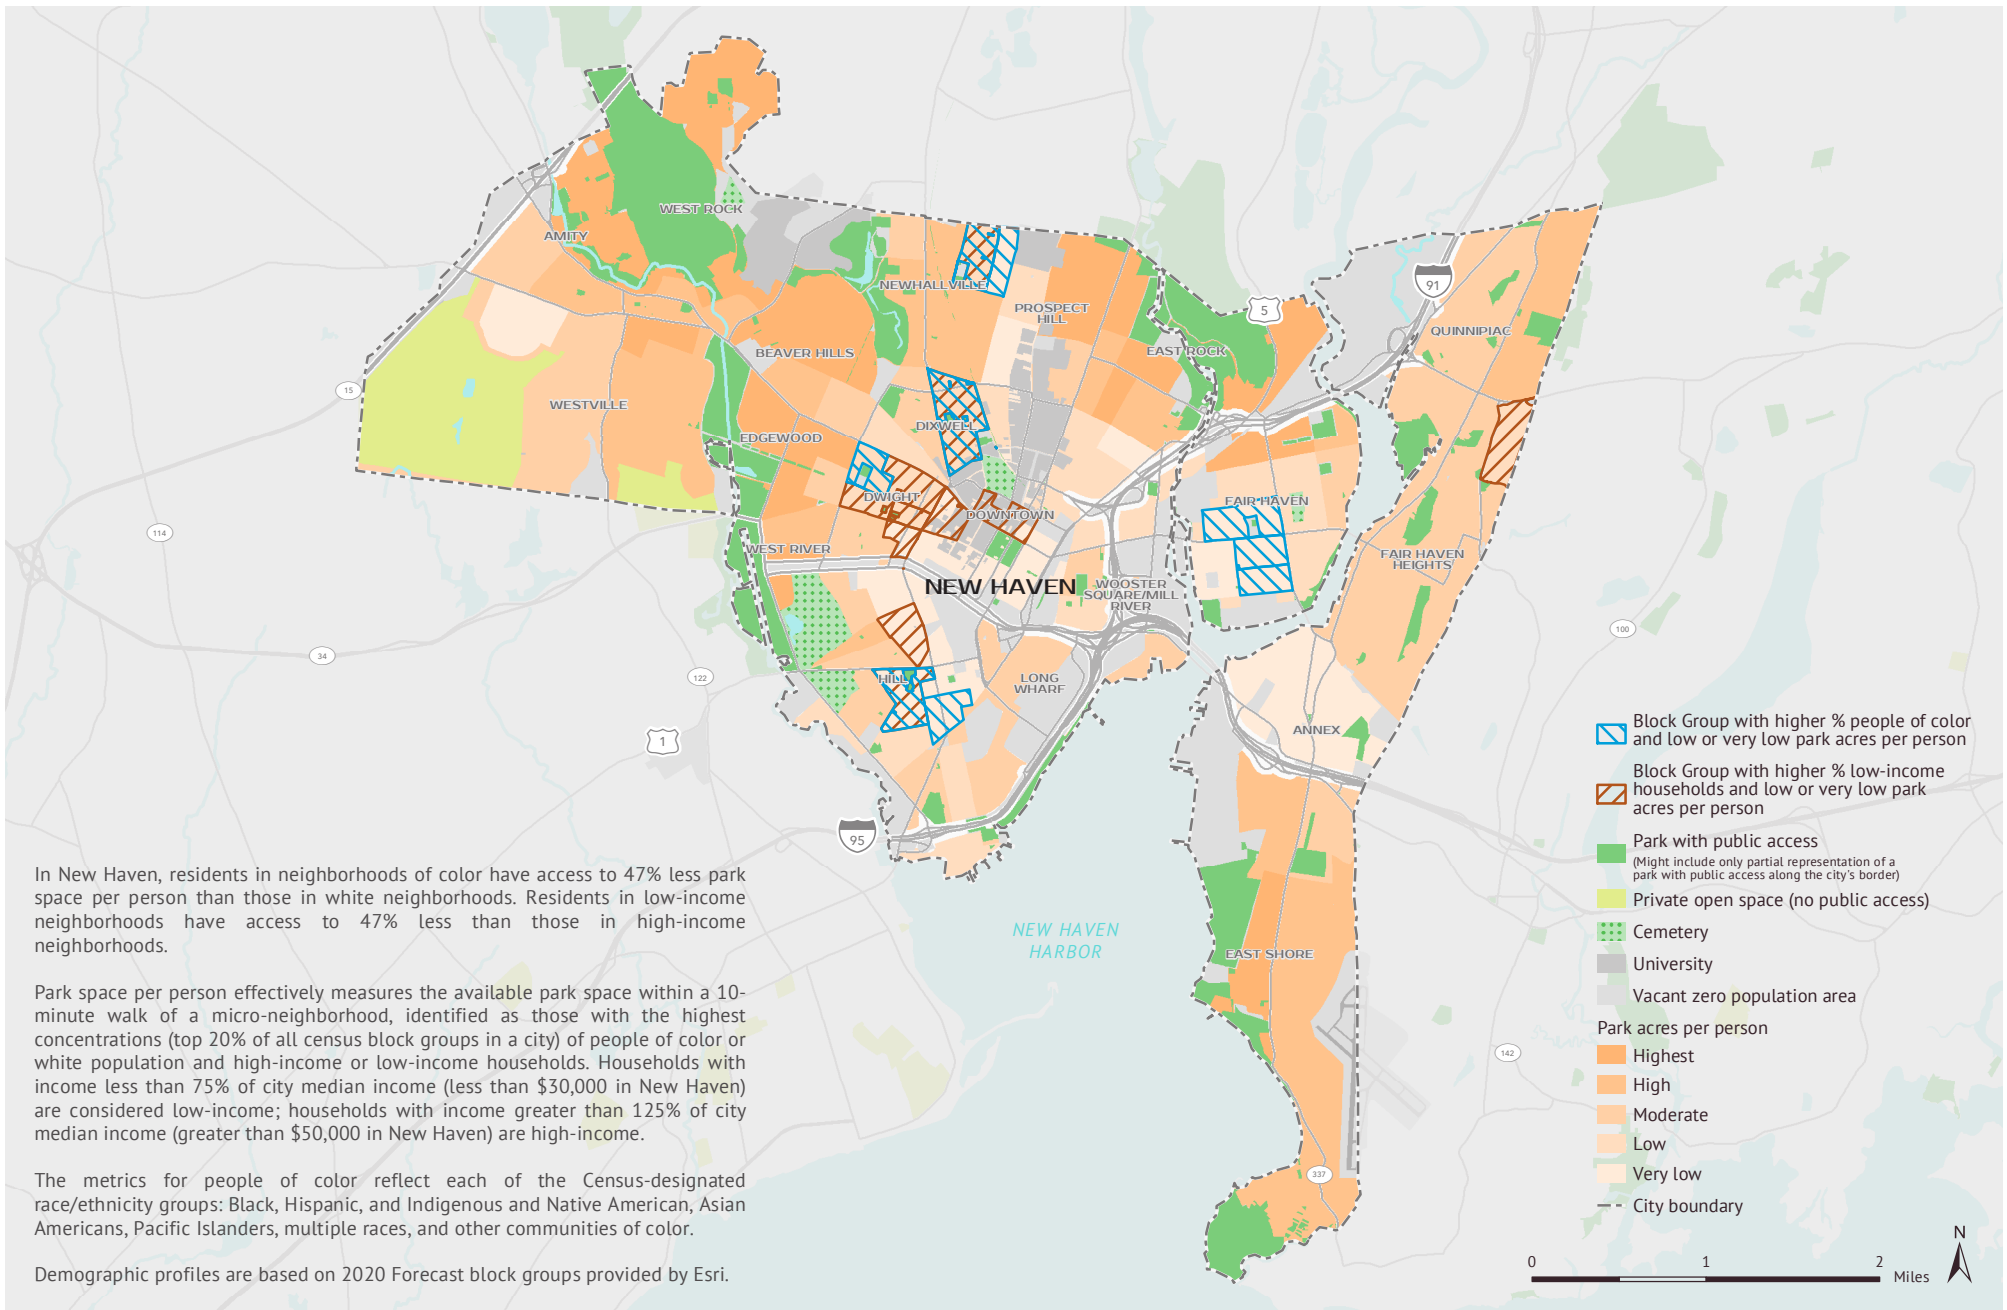 WEST ROCK
AMITY
NEWHALLVILLE
PROSPECT
HILL
5
91
QUINNIPIAC
EAST ROCK
BEAVER HILLS
15
WESTVILLE
DIXWELL
EDGEWOOD
DWIGHT
FAIR HAVEN
DOWNTOWN
114
WEST RIVER
FAIR HAVEN
HEIGHTS
NEW HAVEN
WOOSTER
SQUARE/MILL
RIVER
100
34
122
HILL
LONG
WHARF
1
ANNEX
95
NEW HAVEN
HARBOR
EAST SHORE
142
337
In New Haven, residents in neighborhoods of color have access to 47% less park
space per person than those in white neighborhoods. Residents in low-income
neighborhoods have access to 47% less than those in high-income
neighborhoods.
Park space per person effectively measures the available park space within a 10-
minute walk of a micro-neighborhood, identified as those with the highest
concentrations (top 20% of all census block groups in a city) of people of color or
white population and high-income or low-income households. Households with
income less than 75% of city median income (less than $30,000 in New Haven)
are considered low-income; households with income greater than 125% of city
median income (greater than $50,000 in New Haven) are high-income.
The metrics for people of color reflect each of the Census-designated
race/ethnicity groups: Black, Hispanic, and Indigenous and Native American, Asian
Americans, Pacific Islanders, multiple races, and other communities of color.
Demographic profiles are based on 2020 Forecast block groups provided by Esri.
Block Group with higher % people of color
and low or very low park acres per person
Block Group with higher % low-income
households and low or very low park
acres per person
Park with public access
(Might include only partial representation of a
park with public access along the city's border)
Private open space (no public access)
Cemetery
University
Vacant zero population area
Park acres per person
Highest
High
Moderate
Low
Very low
City boundary
N
0 1 2
Miles